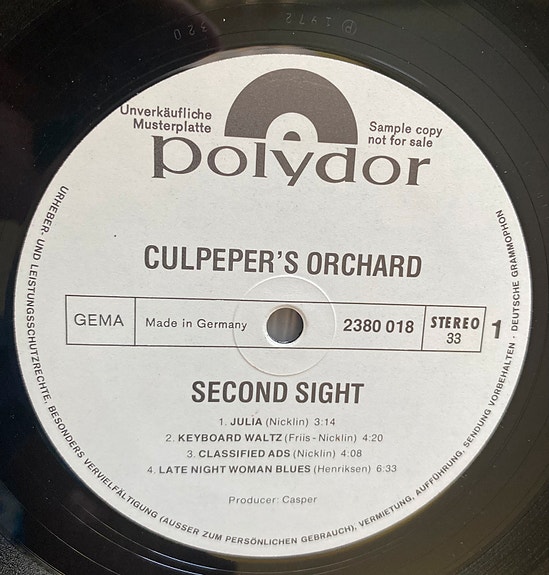 ℗ 1972
320
Unverkäufliche
Musterplatte
Sample copy
not for sale
polydor
CULPEPER'S ORCHARD
GEMA
Made in Germany
2380 018
STEREO
33
1
SECOND SIGHT
1. JULIA (Nicklin) 3:14
2. KEYBOARD WALTZ (Friis - Nicklin) 4:20
3. CLASSIFIED ADS (Nicklin) 4:08
4. LATE NIGHT WOMAN BLUES (Henriksen) 6:33
Producer: Casper
URHEBER- UND LEISTUNGSSCHUTZRECHTE, BESONDERS VERVIELFÄLTIGUNG (AUSSER ZUM PERSÖNLICHEN GEBRAUCH), VERMIETUNG, AUFFÜHRUNG, SENDUNG VORBEHALTEN · DEUTSCHE GRAMMOPHON